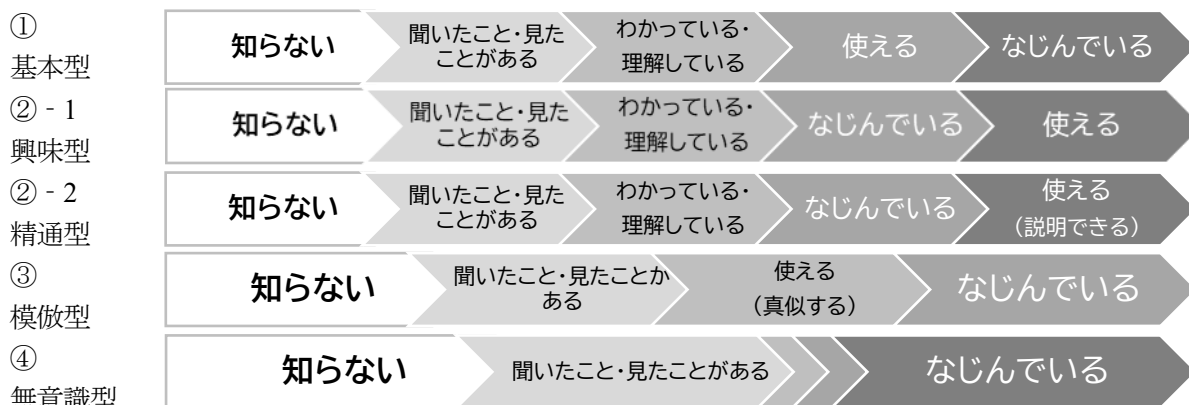 ①
基本型
知らない
聞いたこと・見た
ことがある
わかっている・
理解している
使える
なじんでいる
②‐1
興味型
知らない
聞いたこと・見た
ことがある
わかっている・
理解している
なじんでいる
使える
②‐2
精通型
知らない
聞いたこと・見た
ことがある
わかっている・
理解している
なじんでいる
使える
（説明できる）
③
模倣型
知らない
聞いたこと・見たことが
ある
使える
（真似する）
なじんでいる
④
無意識型
知らない
聞いたこと・見たことがある
なじんでいる